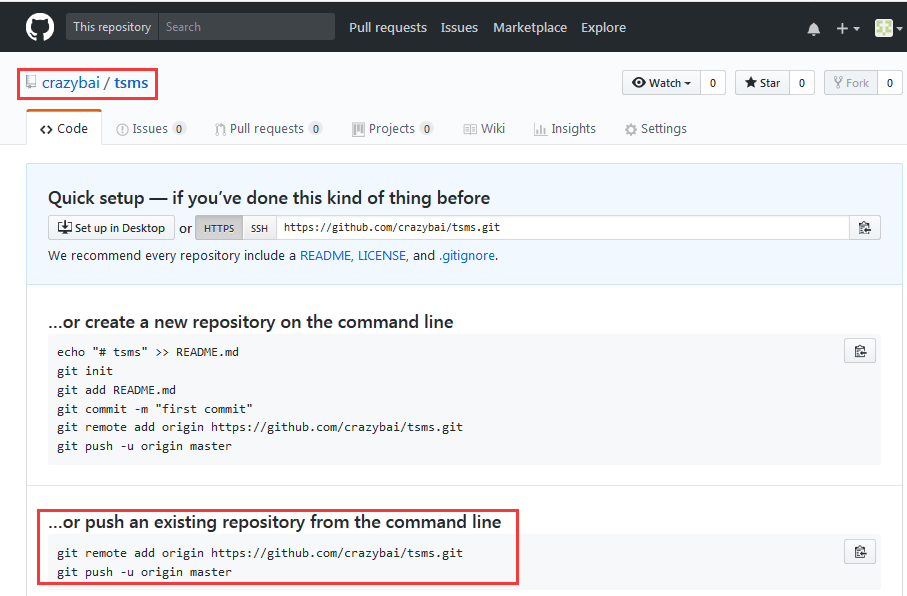 This repository Search Pull requests Issues Marketplace Explore
crazybai / tsms Watch 0 Star 0 Fork 0
Code Issues 0 Pull requests 0 Projects 0 Wiki Insights Settings
Quick setup — if you’ve done this kind of thing before
Set up in Desktop or HTTPS SSH https://github.com/crazybai/tsms.git
We recommend every repository include a README, LICENSE, and .gitignore.
…or create a new repository on the command line
echo "# tsms" >> README.md
git init
git add README.md
git commit -m "first commit"
git remote add origin https://github.com/crazybai/tsms.git
git push -u origin master
…or push an existing repository from the command line
git remote add origin https://github.com/crazybai/tsms.git
git push -u origin master